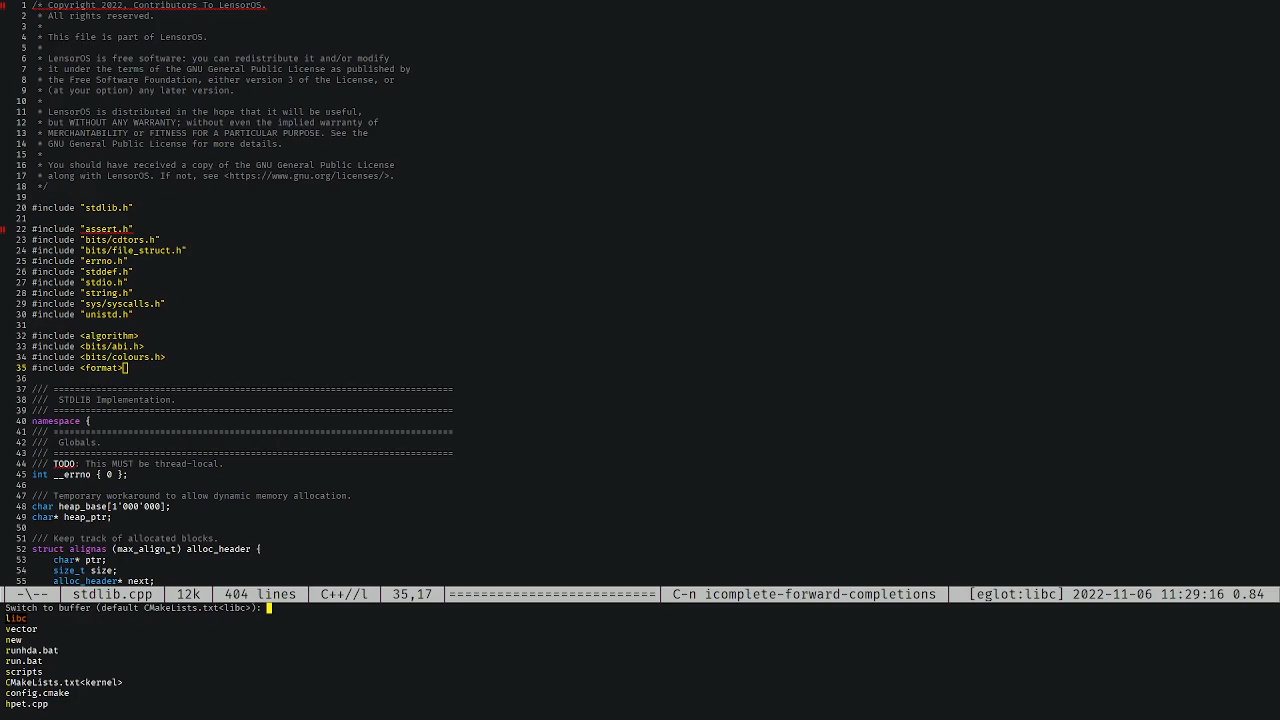 1 /* Copyright 2022, Contributors To LensorOS.
2  * All rights reserved.
3  *
4  * This file is part of LensorOS.
5  *
6  * LensorOS is free software: you can redistribute it and/or modify
7  * it under the terms of the GNU General Public License as published by
8  * the Free Software Foundation, either version 3 of the License, or
9  * (at your option) any later version.
10  *
11  * LensorOS is distributed in the hope that it will be useful,
12  * but WITHOUT ANY WARRANTY; without even the implied warranty of
13  * MERCHANTABILITY or FITNESS FOR A PARTICULAR PURPOSE. See the
14  * GNU General Public License for more details.
15  *
16  * You should have received a copy of the GNU General Public License
17  * along with LensorOS. If not, see <https://www.gnu.org/licenses/>.
18  */
19
20 #include "stdlib.h"
21
22 #include "assert.h"
23 #include "bits/cdtors.h"
24 #include "bits/file_struct.h"
25 #include "errno.h"
26 #include "stddef.h"
27 #include "stdio.h"
28 #include "string.h"
29 #include "sys/syscalls.h"
30 #include "unistd.h"
31
32 #include <algorithm>
33 #include <bits/abi.h>
34 #include <bits/colours.h>
35 #include <format>
36
37 /// ===========================================================================
38 ///  STDLIB Implementation.
39 /// ===========================================================================
40 namespace {
41 /// ===========================================================================
42 ///  Globals.
43 /// ===========================================================================
44 /// TODO: This MUST be thread-local.
45 int __errno { 0 };
46
47 /// Temporary workaround to allow dynamic memory allocation.
48 char heap_base[1'000'000];
49 char* heap_ptr;
50
51 /// Keep track of allocated blocks.
52 struct alignas (max_align_t) alloc_header {
53     char* ptr;
54     size_t size;
55     alloc_header* next;
-\-- stdlib.cpp 12k 404 lines C++//l 35,17 ========================== C-n icomplete-forward-completions [eglot:libc] 2022-11-06 11:29:16 0.84
Switch to buffer (default CMakeLists.txt<libc>):
libc
vector
new
runhda.bat
run.bat
scripts
CMakeLists.txt<kernel>
config.cmake
hpet.cpp